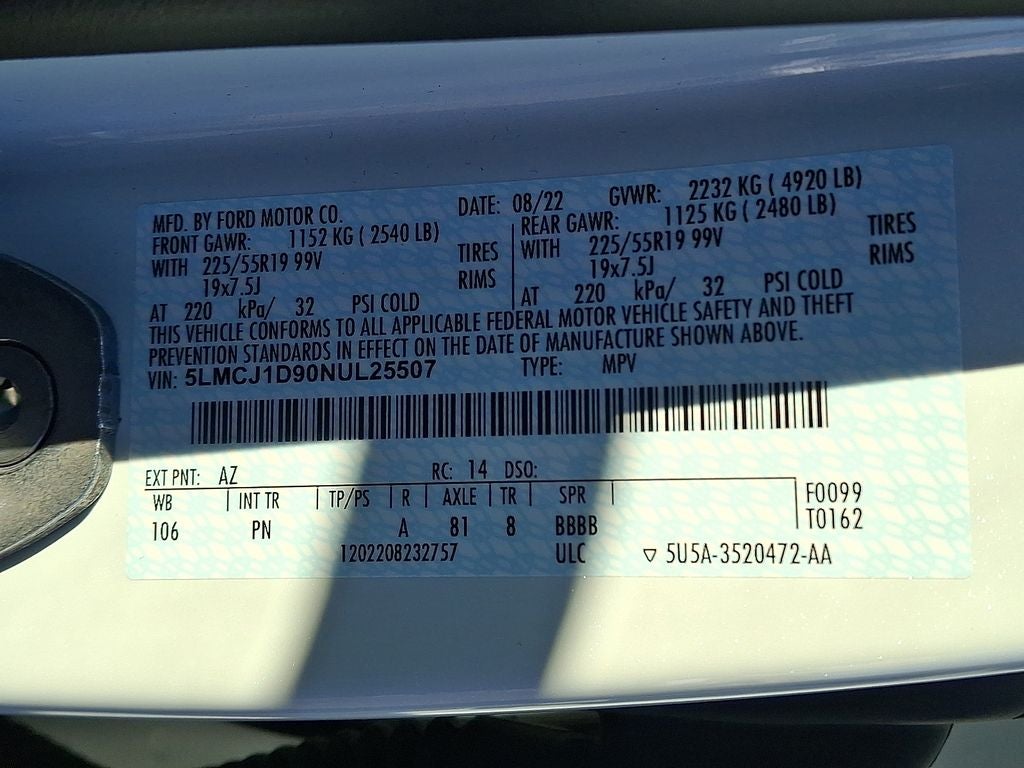 MFD. BY FORD MOTOR CO. DATE: 08/22 GVWR: 2232 KG ( 4920 LB)
FRONT GAWR: 1152 KG ( 2540 LB) REAR GAWR: 1125 KG ( 2480 LB)
WITH 225/55R19 99V TIRES WITH 225/55R19 99V TIRES
19x7.5J RIMS 19x7.5J RIMS
AT 220 kPa/ 32 PSI COLD AT 220 kPa/ 32 PSI COLD
THIS VEHICLE CONFORMS TO ALL APPLICABLE FEDERAL MOTOR VEHICLE SAFETY AND THEFT
PREVENTION STANDARDS IN EFFECT ON THE DATE OF MANUFACTURE SHOWN ABOVE.
VIN: 5LMCJ1D90NUL25507 TYPE: MPV
EXT PNT: AZ RC: 14 DSO:
WB INT TR TP/PS R AXLE TR SPR F0099
106 PN A 81 8 BBBB T0162
1202208232757 ULC ▽ 5U5A-3520472-AA